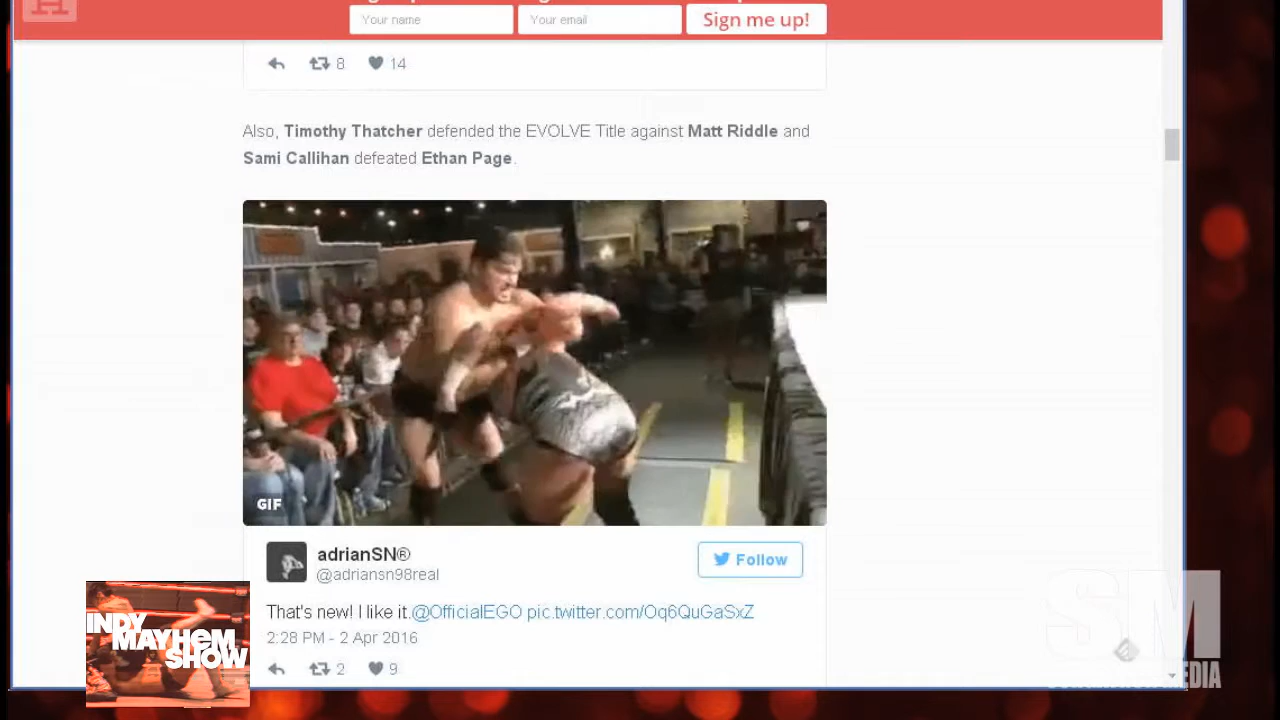 Your name
Your email
Sign me up!
8
14
Also, Timothy Thatcher defended the EVOLVE Title against Matt Riddle and
Sami Callihan defeated Ethan Page.
GIF
adrianSN®
@adriansn98real
Follow
That's new! I like it.@OfficialEGO pic.twitter.com/Oq6QuGaSxZ
2:28 PM - 2 Apr 2016
2
9
INDY
MAYHEM
SHOW
SM
MEDIA